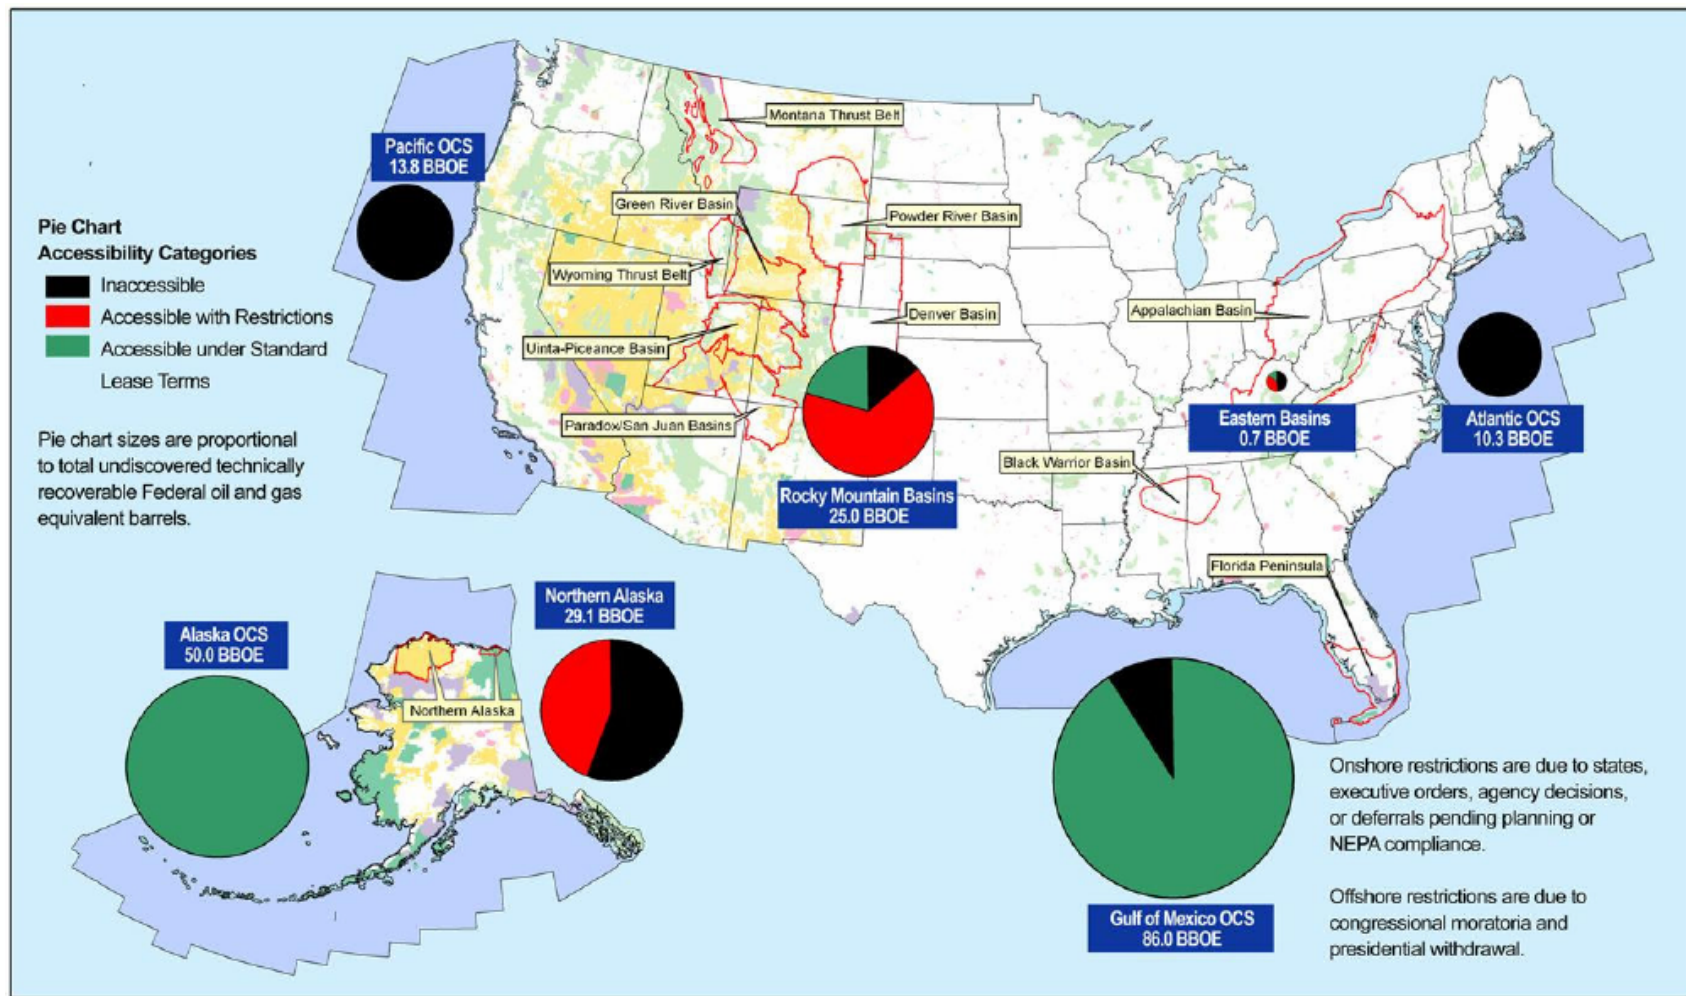 Montana Thrust Belt
Pacific OCS
13.8 BBOE
Green River Basin
Powder River Basin
Pie Chart
Accessibility Categories
Inaccessible
Accessible with Restrictions
Accessible under Standard
Lease Terms
Wyoming Thrust Belt
Denver Basin
Appalachian Basin
Uinta-Piceance Basin
Paradox/San Juan Basins
Eastern Basins
0.7 BBOE
Atlantic OCS
10.3 BBOE
Pie chart sizes are proportional
to total undiscovered technically
recoverable Federal oil and gas
equivalent barrels.
Black Warrior Basin
Rocky Mountain Basins
25.0 BBOE
Florida Peninsula
Northern Alaska
29.1 BBOE
Alaska OCS
50.0 BBOE
Northern Alaska
Onshore restrictions are due to states,
executive orders, agency decisions,
or deferrals pending planning or
NEPA compliance.
Offshore restrictions are due to
congressional moratoria and
presidential withdrawal.
Gulf of Mexico OCS
86.0 BBOE